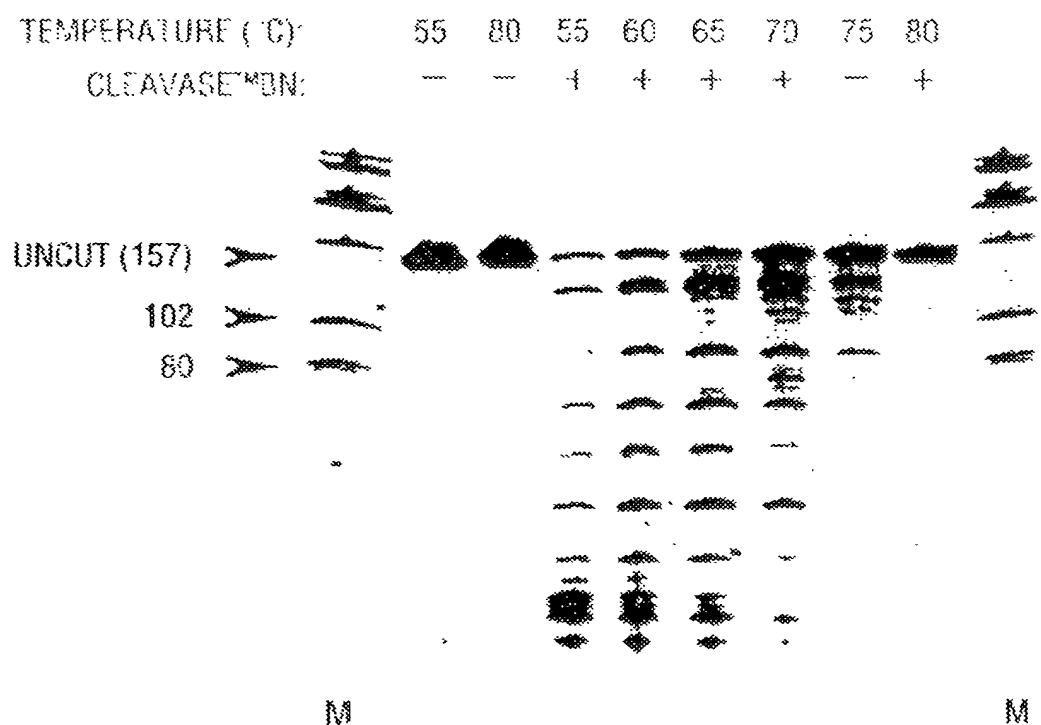 TEMPERATURE (°C): 55 80 55 60 65 70 75 80
CLEAVASE™BN: - - + + + + - +
UNCUT (157)
102
80
M M